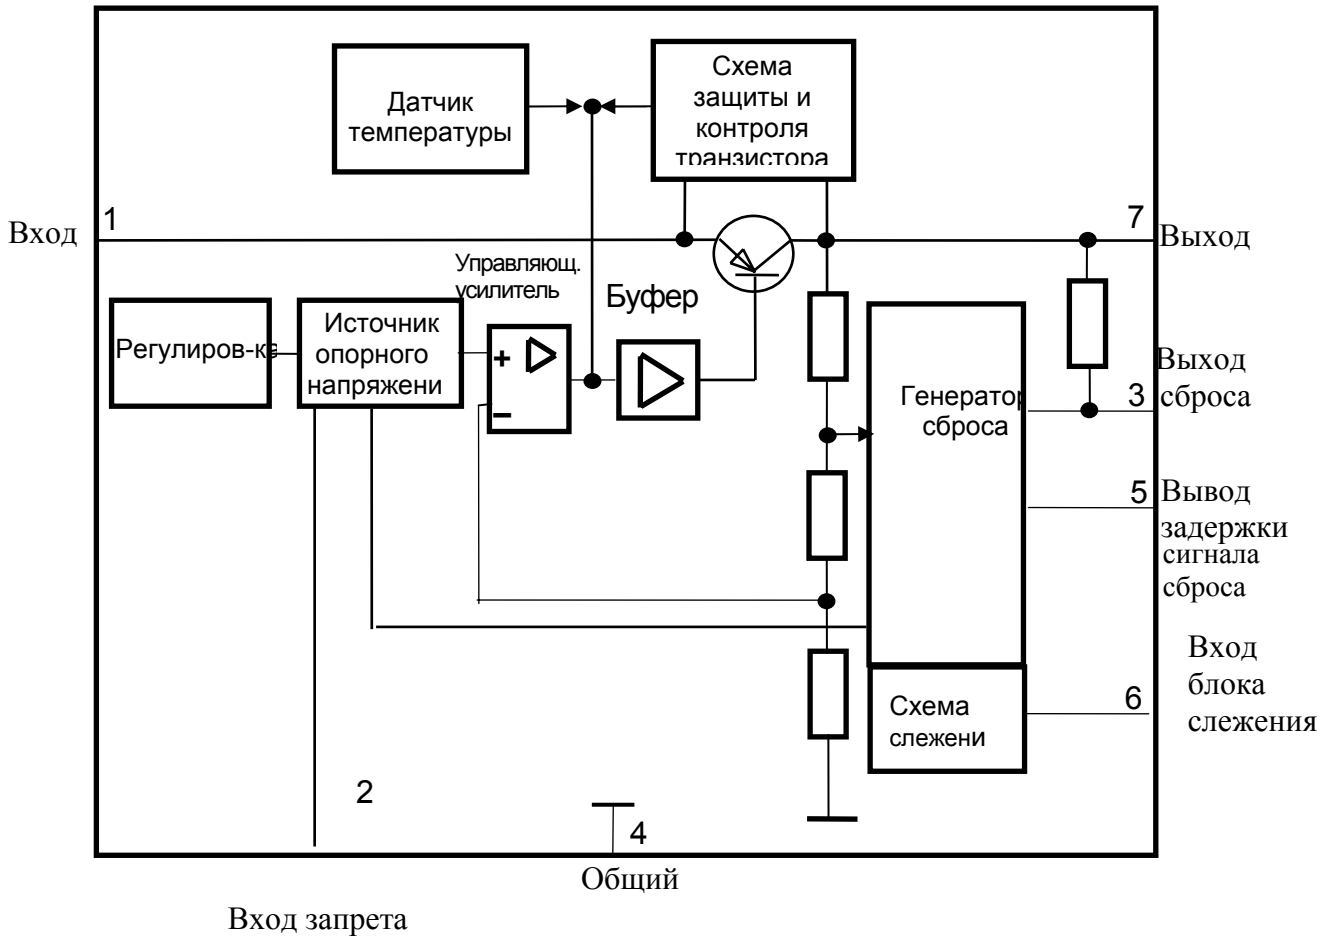 Датчик
температуры
Схема
защиты и
контроля
транзистора
1
Вход
7
Выход
Управляющ.
усилитель
Буфер
Регулиров-ка
Источник
опорного
напряжени
+
–
Генератор
сброса
Выход
3
сброса
5
Вывод
задержки
сигнала
сброса
Вход
блока
слежения
6
Схема
слежени
2
4
Общий
Вход запрета